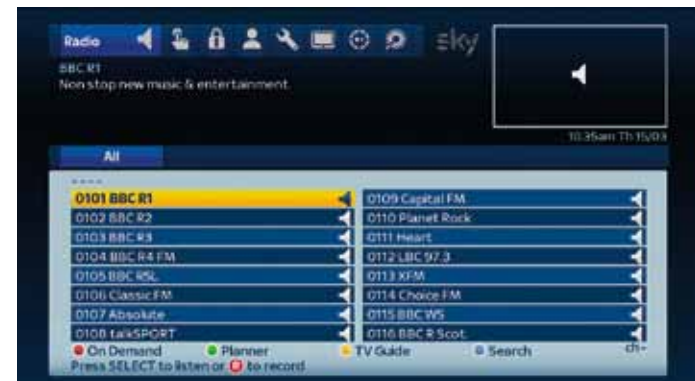 Radio sky
BBC R1
Non stop new music & entertainment.
10.35am Th 15/03
All
----
0101 BBC R1
0102 BBC R2
0103 BBC R3
0104 BBC R4 FM
0105 BBC R5L
0106 Classic FM
0107 Absolute
0108 talkSPORT
0109 Capital FM
0110 Planet Rock
0111 Heart
0112 LBC 97.3
0113 XFM
0114 Choice FM
0115 BBC WS
0116 BBC R Scot.
On Demand Planner TV Guide Search ch-
Press SELECT to listen or R to record